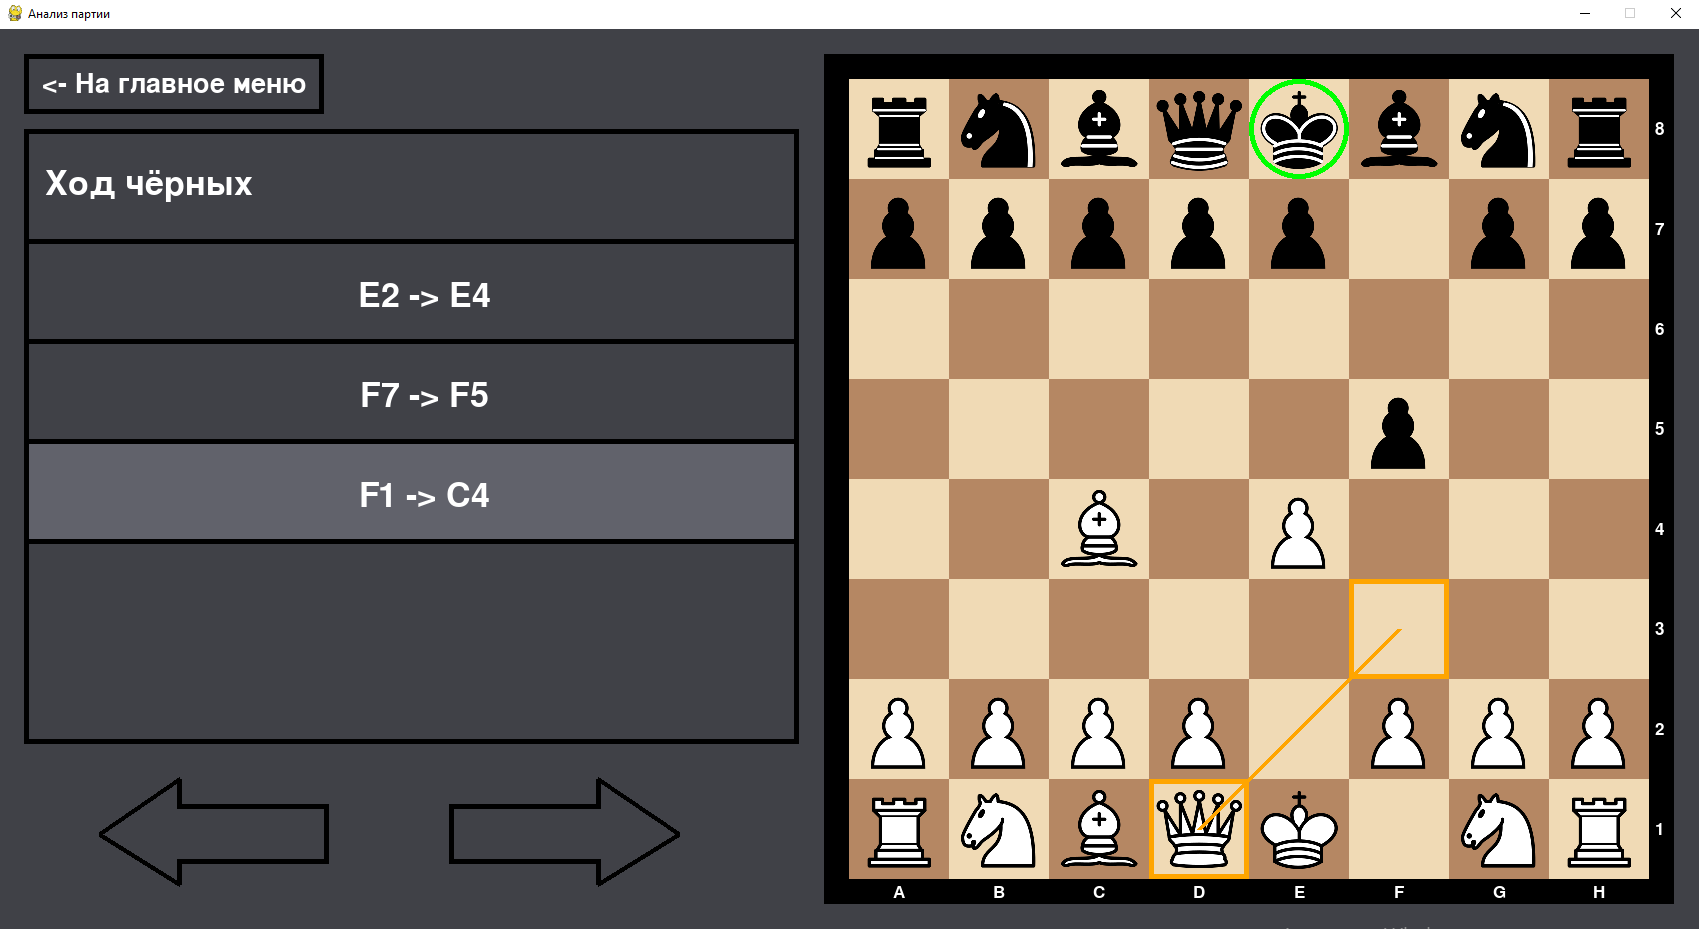 Анализ партии
<- На главное меню
Ход чёрных
E2 -> E4
F7 -> F5
F1 -> C4
8
7
6
5
4
3
2
1
A B C D E F G H